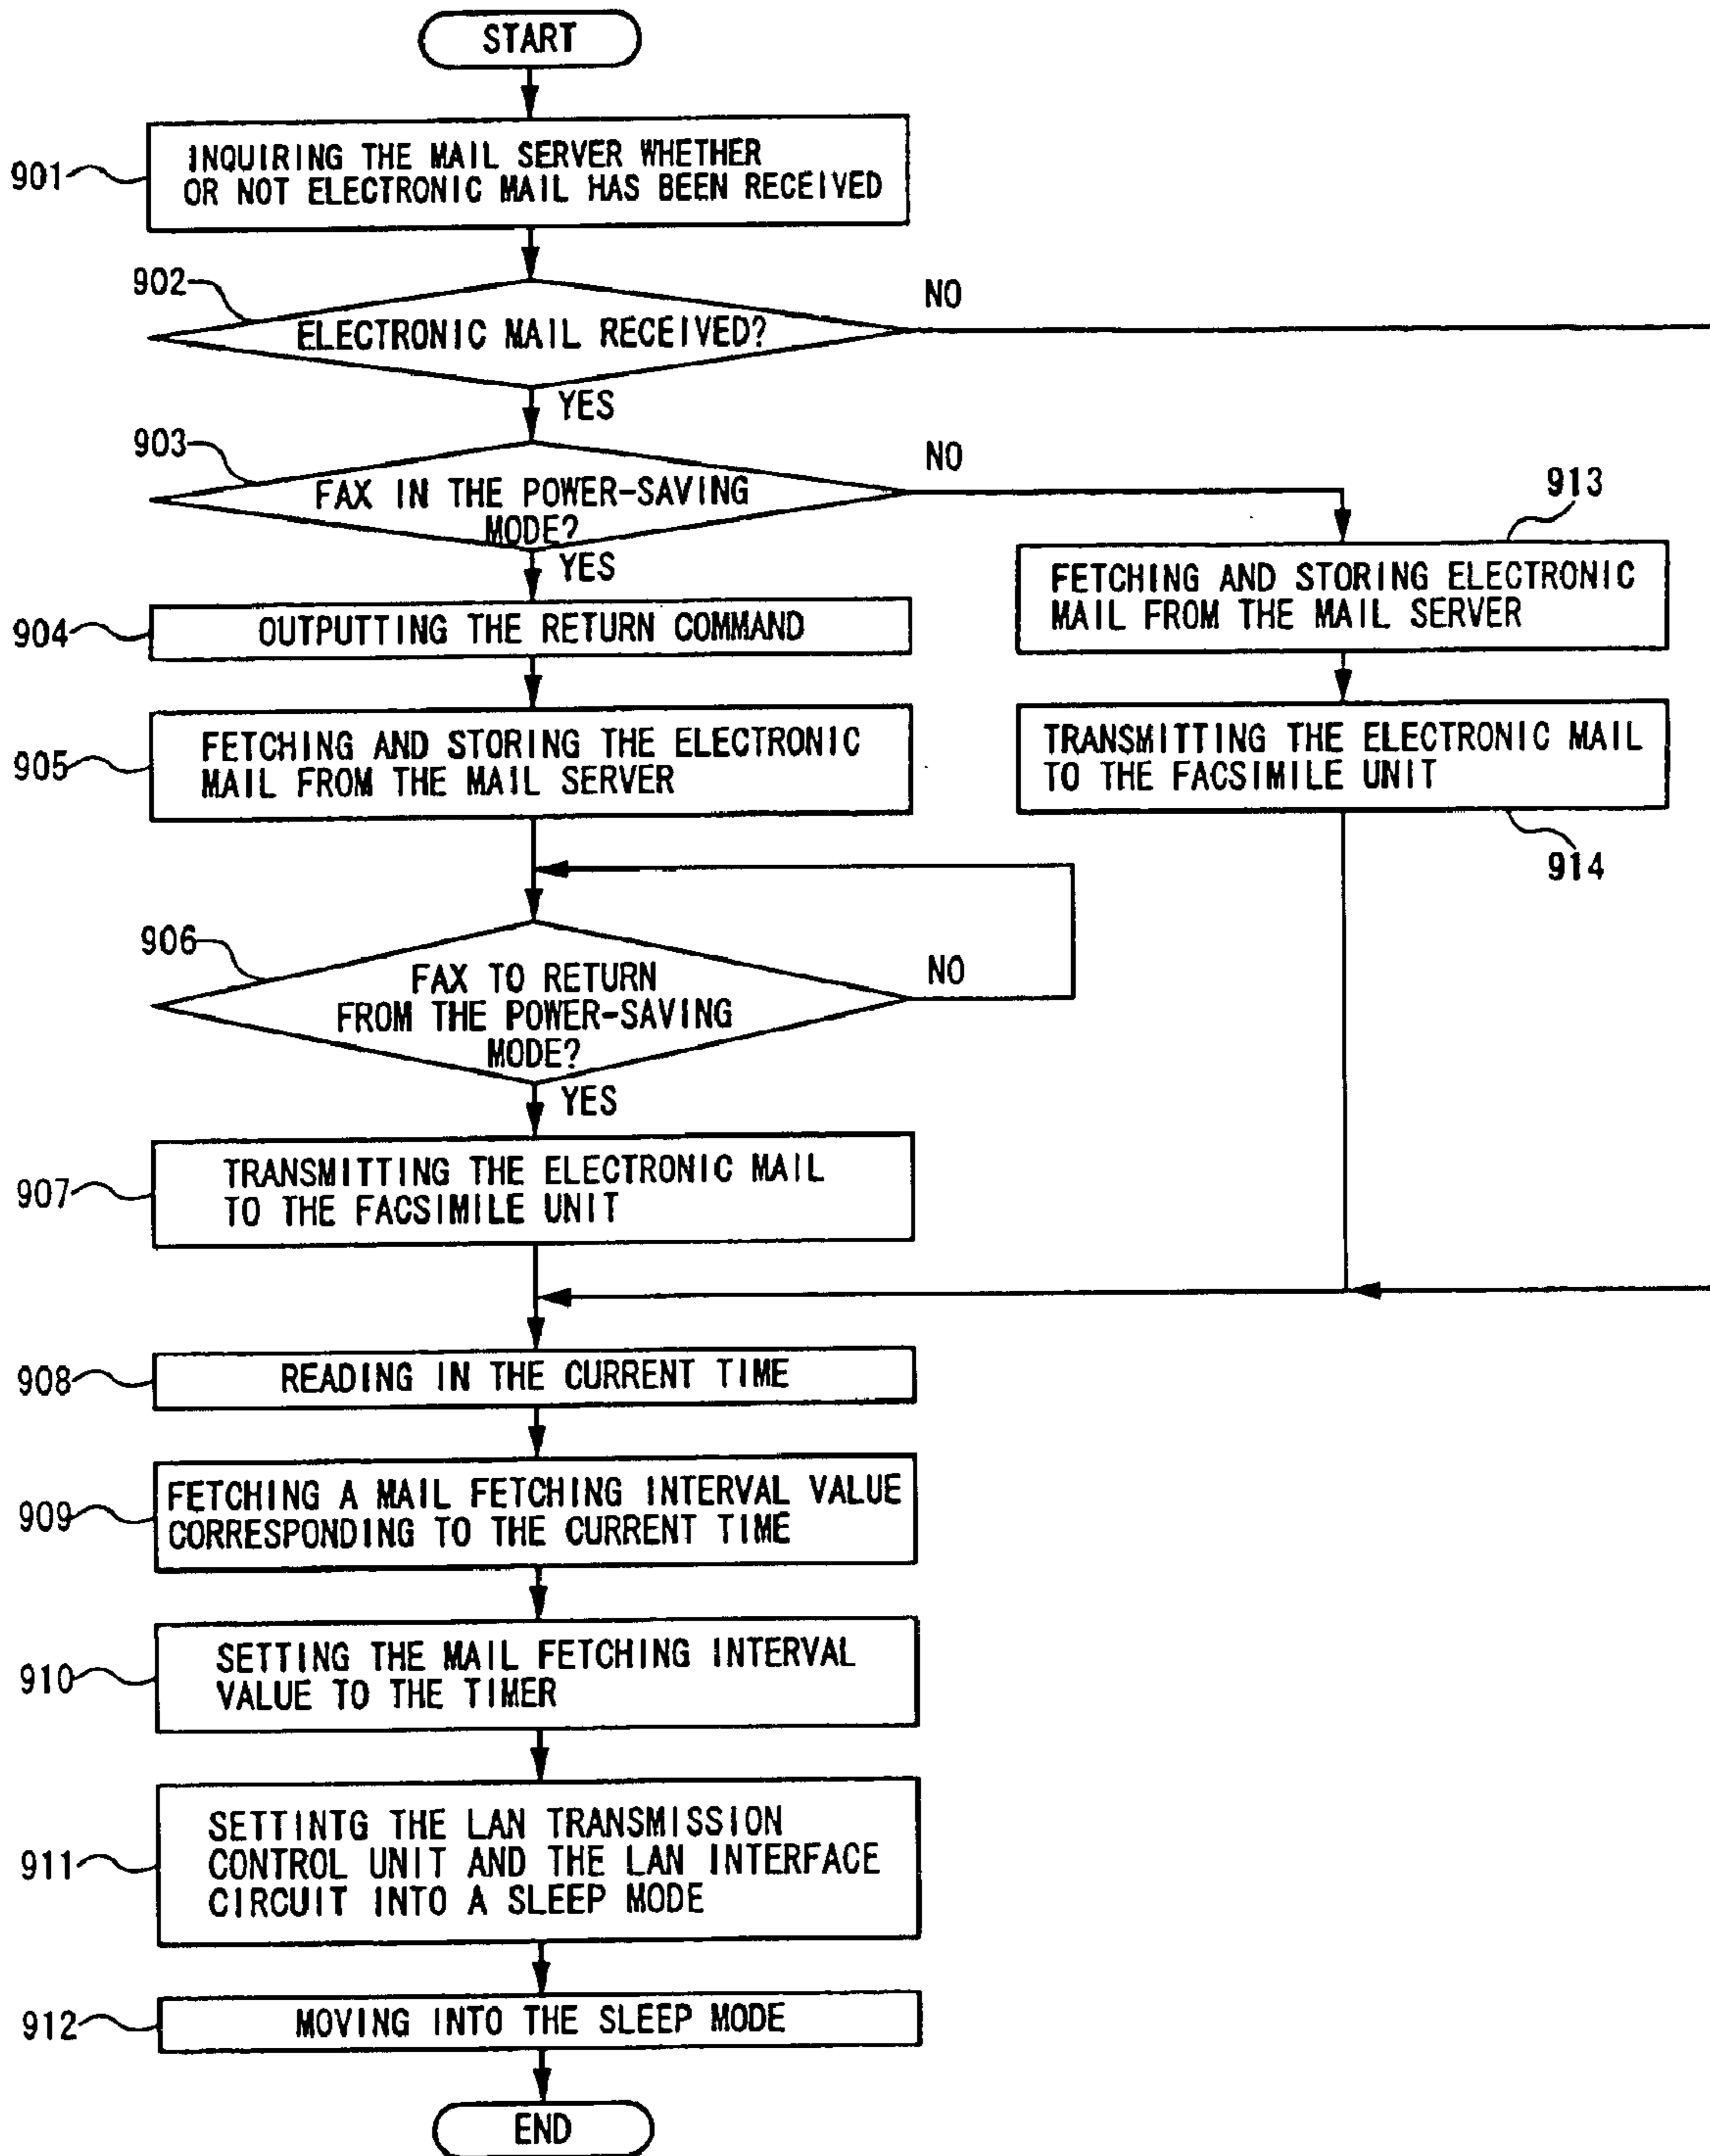 START
901
INQUIRING THE MAIL SERVER WHETHER
OR NOT ELECTRONIC MAIL HAS BEEN RECEIVED
902
ELECTRONIC MAIL RECEIVED?
NO
YES
903
FAX IN THE POWER-SAVING
MODE?
NO
YES
913
FETCHING AND STORING ELECTRONIC
MAIL FROM THE MAIL SERVER
904
OUTPUTTING THE RETURN COMMAND
905
FETCHING AND STORING THE ELECTRONIC
MAIL FROM THE MAIL SERVER
TRANSMITTING THE ELECTRONIC MAIL
TO THE FACSIMILE UNIT
914
906
FAX TO RETURN
FROM THE POWER-SAVING
MODE?
NO
YES
907
TRANSMITTING THE ELECTRONIC MAIL
TO THE FACSIMILE UNIT
908
READING IN THE CURRENT TIME
909
FETCHING A MAIL FETCHING INTERVAL VALUE
CORRESPONDING TO THE CURRENT TIME
910
SETTING THE MAIL FETCHING INTERVAL
VALUE TO THE TIMER
911
SETTINTG THE LAN TRANSMISSION
CONTROL UNIT AND THE LAN INTERFACE
CIRCUIT INTO A SLEEP MODE
912
MOVING INTO THE SLEEP MODE
END